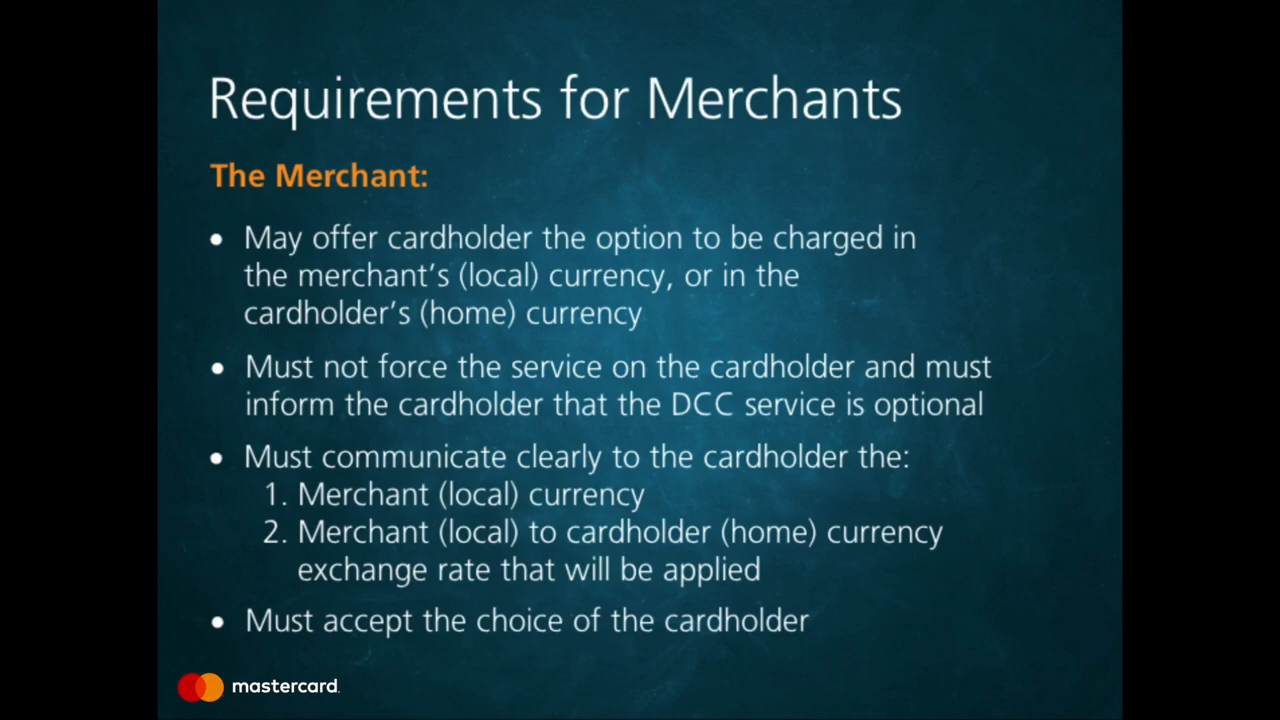 Requirements for Merchants
The Merchant:
• May offer cardholder the option to be charged in
the merchant's (local) currency, or in the
cardholder's (home) currency
• Must not force the service on the cardholder and must
inform the cardholder that the DCC service is optional
• Must communicate clearly to the cardholder the:
1. Merchant (local) currency
2. Merchant (local) to cardholder (home) currency
exchange rate that will be applied
• Must accept the choice of the cardholder
mastercard.